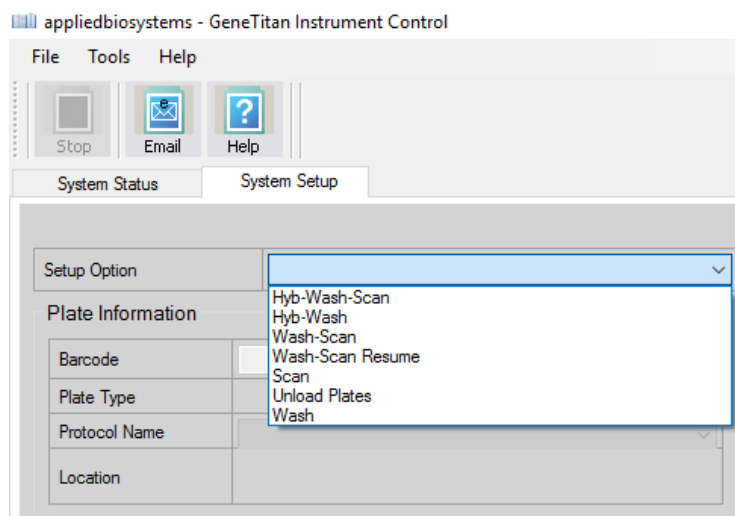 appliedbiosystems - GeneTitan Instrument Control
File Tools Help
Stop Email Help
System Status System Setup
Setup Option
Hyb-Wash-Scan
Plate Information Hyb-Wash
Wash-Scan
Barcode Wash-Scan Resume
Scan
Plate Type Unload Plates
Wash
Protocol Name
Location